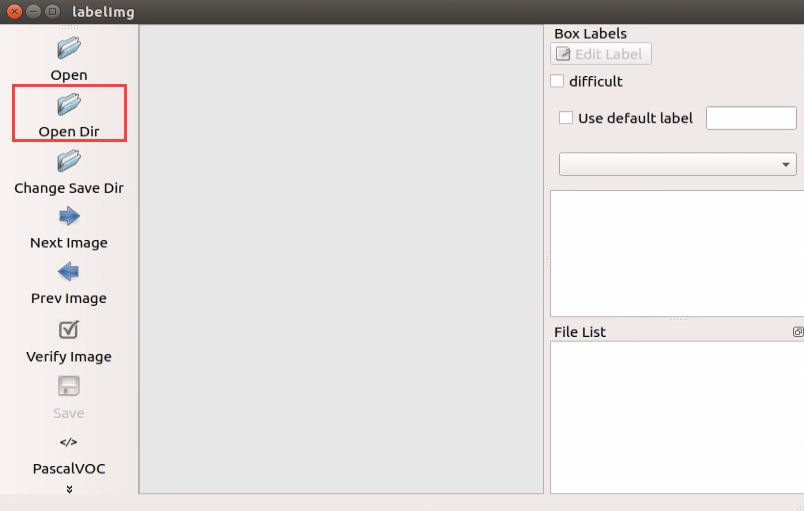 labelImg
Open
Open Dir
Change Save Dir
Next Image
Prev Image
Verify Image
Save
</>
PascalVOC
Box Labels
Edit Label
difficult
Use default label
File List